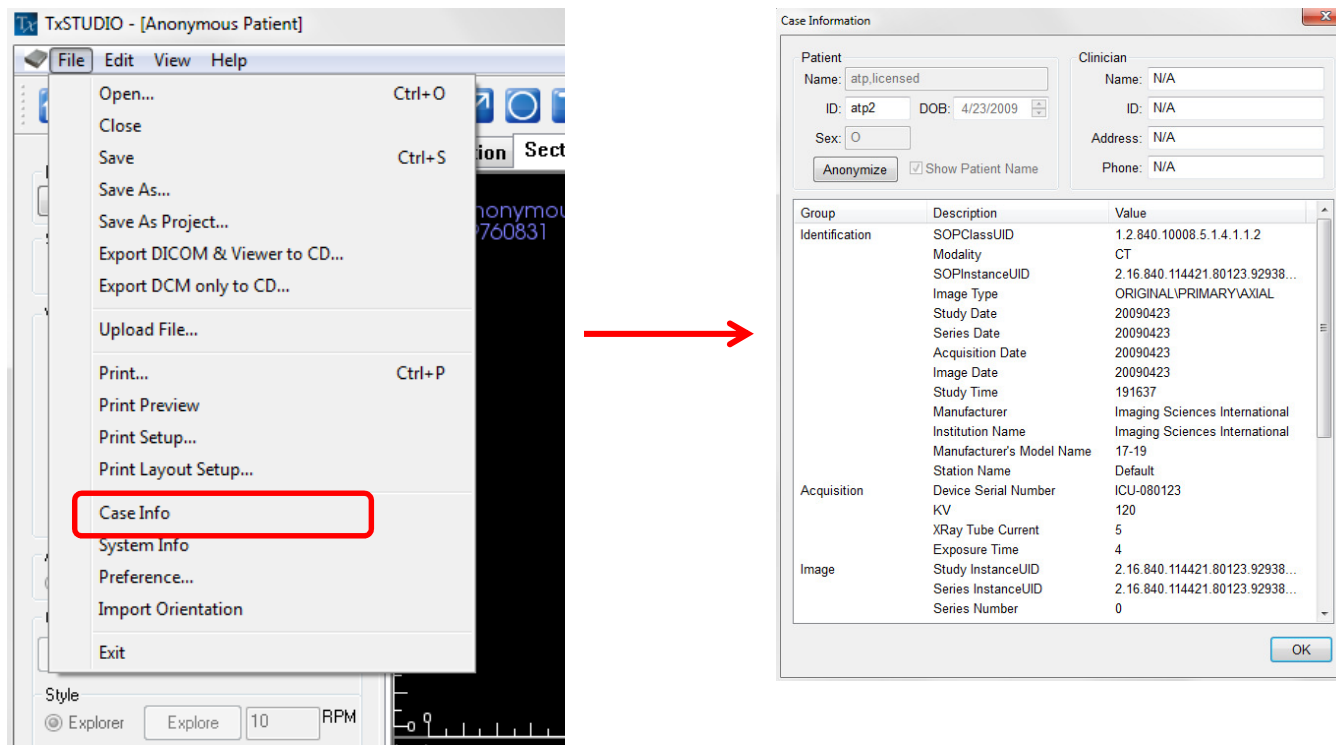 TxSTUDIO - [Anonymous Patient]
File Edit View Help
Open... Ctrl+O
Close
Save Ctrl+S
Save As...
Save As Project...
Export DICOM & Viewer to CD...
Export DCM only to CD...
Upload File...
Print... Ctrl+P
Print Preview
Print Setup...
Print Layout Setup...
Case Info
System Info
Preference...
Import Orientation
Exit
ion Sect
nonymou
760831
Style
Explorer Explore 10 RPM
0 0
Case Information
Patient
Name: atp,licensed
ID: atp2 DOB: 4/23/2009
Sex: O
Anonymize Show Patient Name
Clinician
Name: N/A
ID: N/A
Address: N/A
Phone: N/A
Group Description Value
Identification SOPClassUID 1.2.840.10008.5.1.4.1.1.2
Modality CT
SOPInstanceUID 2.16.840.114421.80123.92938...
Image Type ORIGINAL\PRIMARY\AXIAL
Study Date 20090423
Series Date 20090423
Acquisition Date 20090423
Image Date 20090423
Study Time 191637
Manufacturer Imaging Sciences International
Institution Name Imaging Sciences International
Manufacturer's Model Name 17-19
Station Name Default
Acquisition Device Serial Number ICU-080123
KV 120
XRay Tube Current 5
Exposure Time 4
Image Study InstanceUID 2.16.840.114421.80123.92938...
Series InstanceUID 2.16.840.114421.80123.92938...
Series Number 0
OK